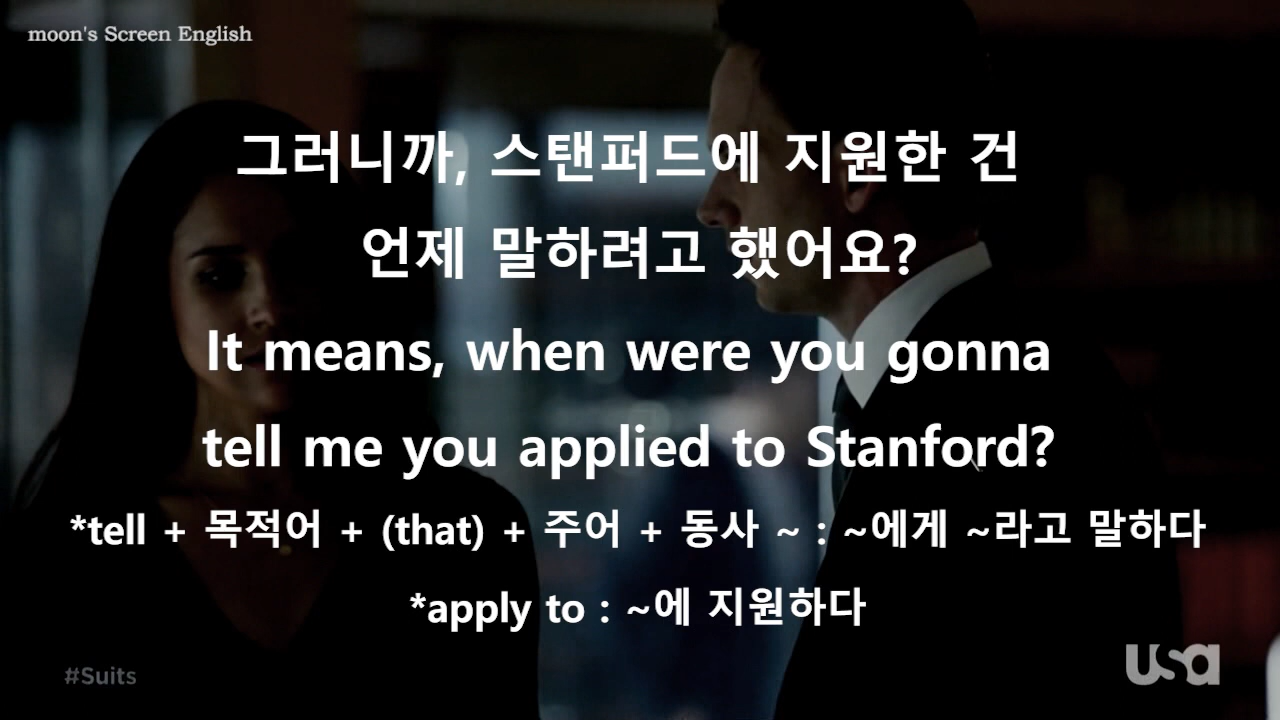 moon's Screen English
그러니까, 스탠퍼드에 지원한 건
언제 말하려고 했어요?
It means, when were you gonna
tell me you applied to Stanford?
*tell + 목적어 + (that) + 주어 + 동사 ~ : ~에게 ~라고 말하다
*apply to : ~에 지원하다
#Suits
usa